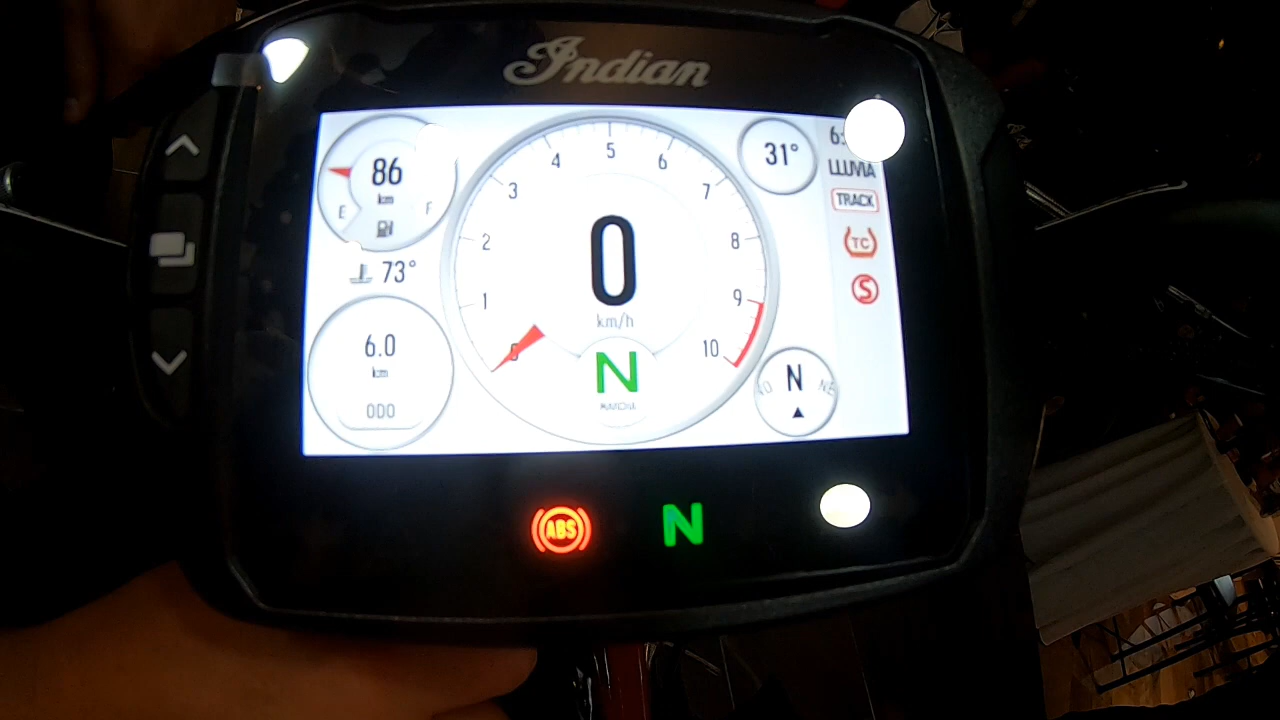 Indian
86
km
E
F
73°
6.0
km
ODO
0
1
2
3
4
5
6
7
8
9
10
0
km/h
N
31°
LLUVIA
TRACK
TC
S
N
NE
ABS
N